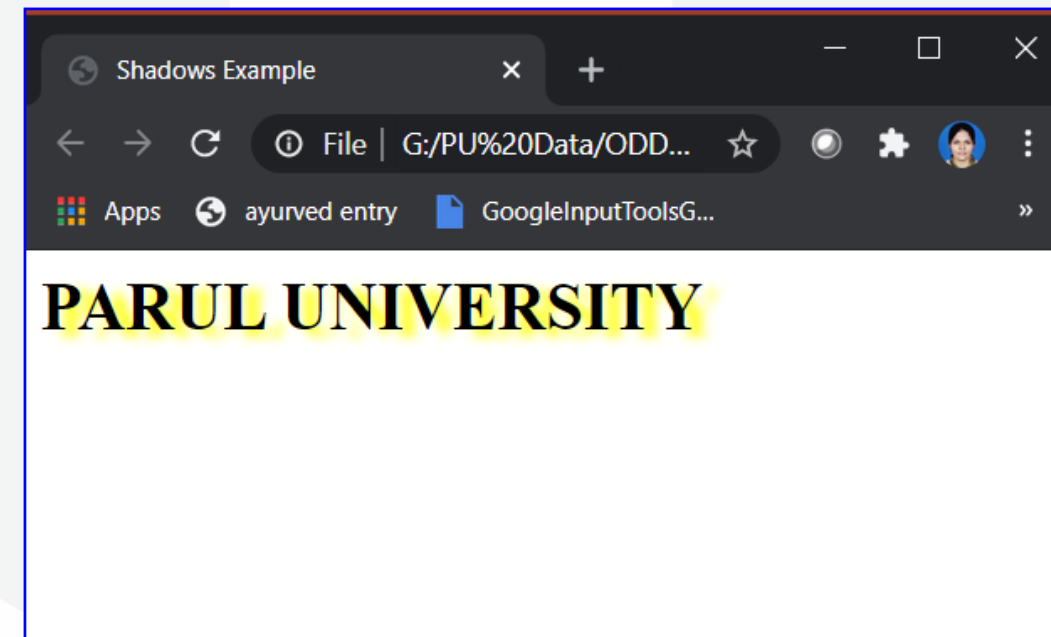 Shadows Example
File | G:/PU%20Data/ODD...
Apps ayurved entry GoogleInputToolsG... »
PARUL UNIVERSITY